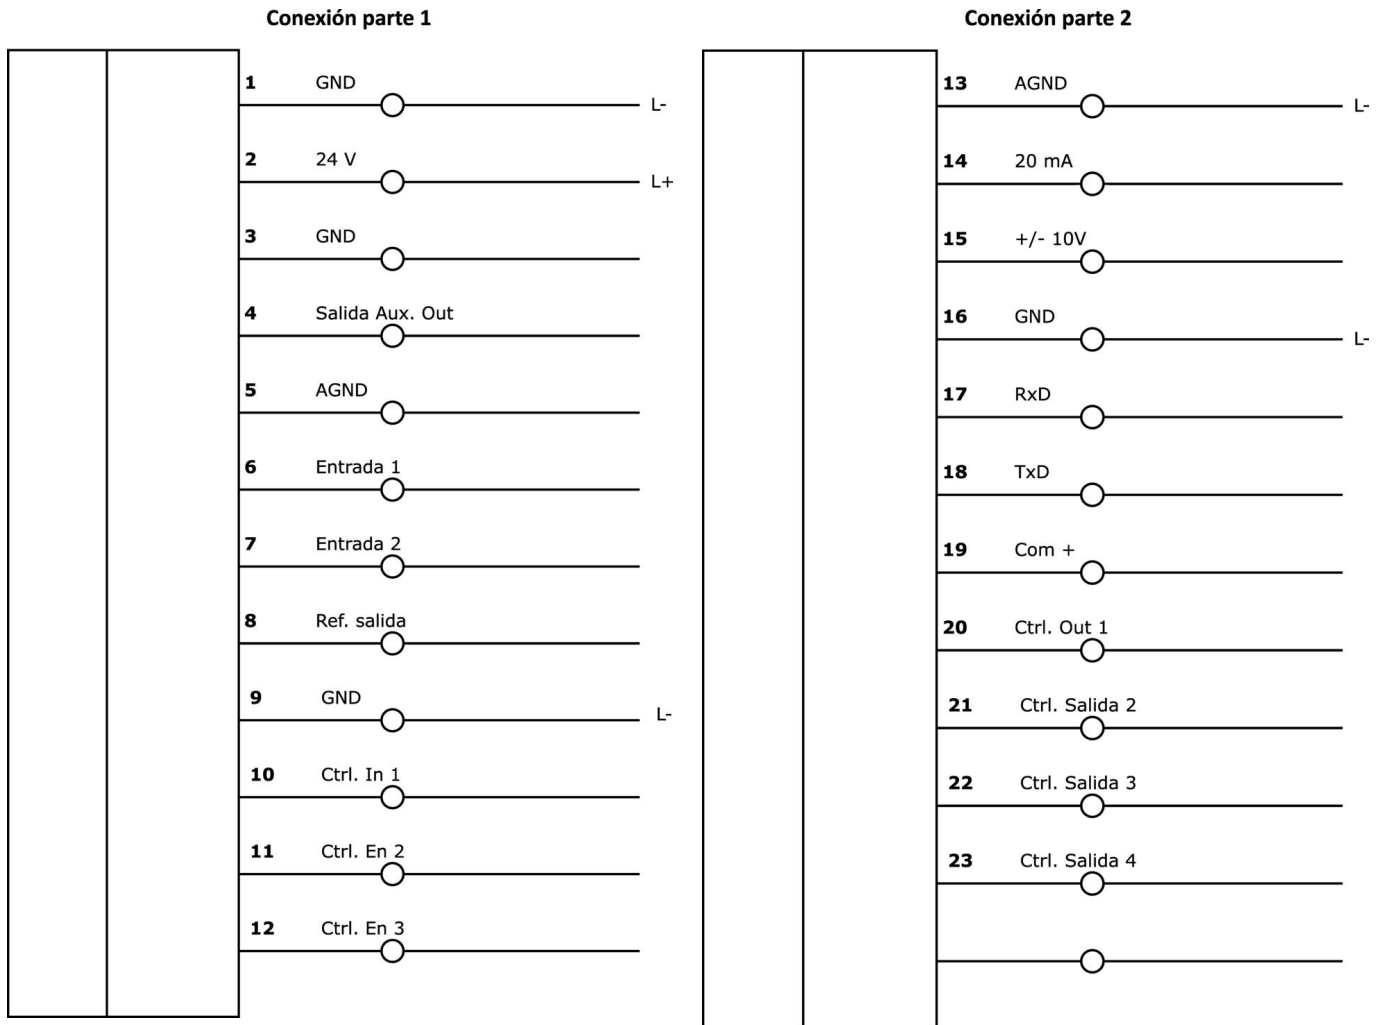 Conexión parte 1
1 GND
L-
2 24 V
L+
3 GND
4 Salida Aux. Out
5 AGND
6 Entrada 1
7 Entrada 2
8 Ref. salida
9 GND
L-
10 Ctrl. In 1
11 Ctrl. En 2
12 Ctrl. En 3
Conexión parte 2
13 AGND
L-
14 20 mA
15 +/- 10V
16 GND
L-
17 RxD
18 TxD
19 Com +
20 Ctrl. Out 1
21 Ctrl. Salida 2
22 Ctrl. Salida 3
23 Ctrl. Salida 4